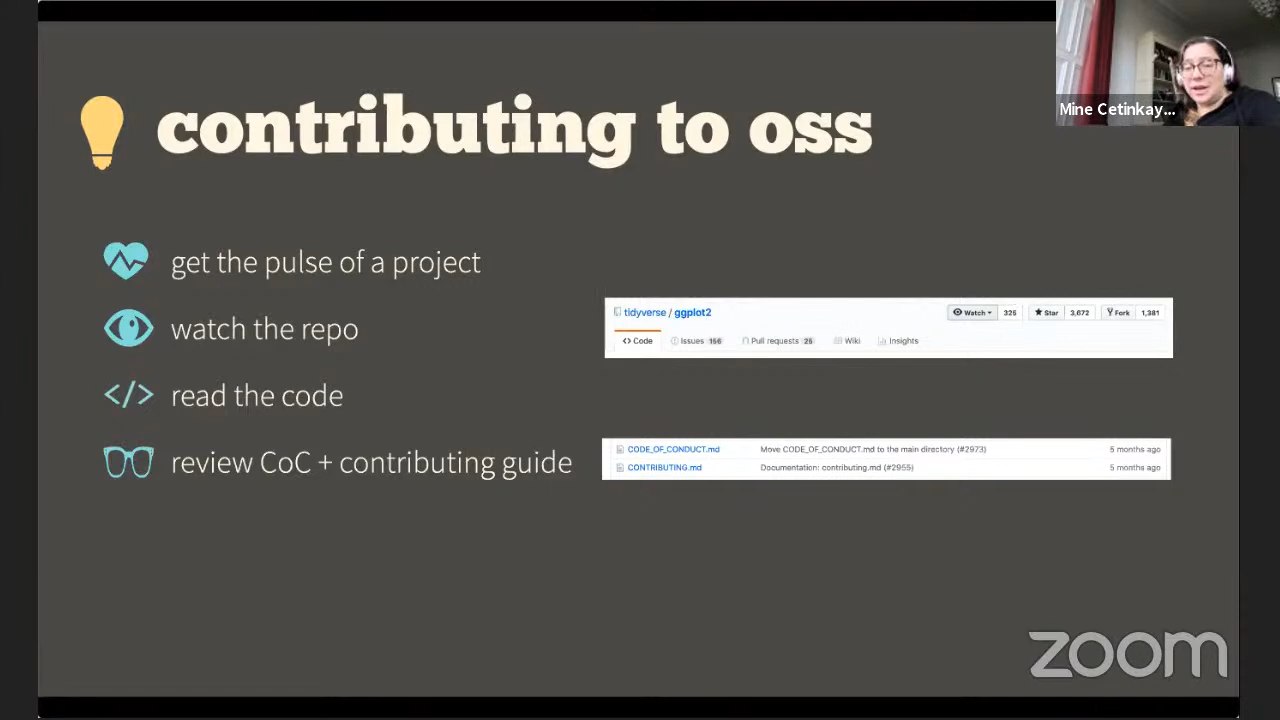 contributing to oss
Mine Cetinkay...
get the pulse of a project
watch the repo
tidyverse / ggplot2
Watch 325 Star 3,672 Fork 1,381
<> Code Issues 156 Pull requests 25 Wiki Insights
</> read the code
review CoC + contributing guide
CODE_OF_CONDUCT.md Move CODE_OF_CONDUCT.md to the main directory (#2973) 5 months ago
CONTRIBUTING.md Documentation: contributing.md (#2955) 5 months ago
zoom